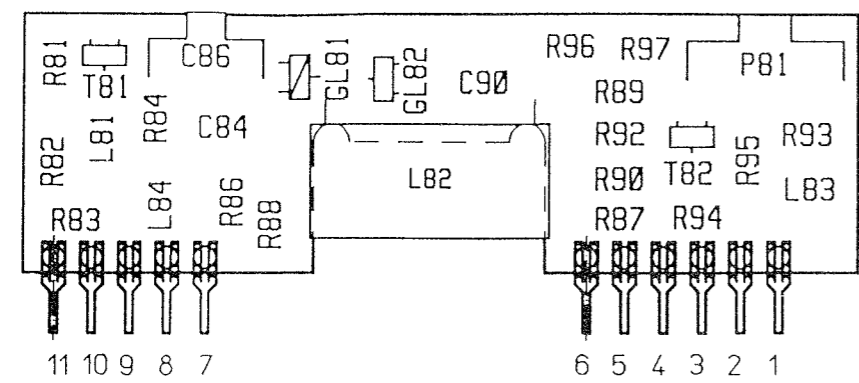 R81
T81
C86
GL81
GL82
C90
R96
R97
P81
R89
R82
L81
R84
C84
R92
T82
R95
R93
L82
R90
L83
R83
L84
R86
R88
R87
R94
11 10 9 8 7 6 5 4 3 2 1